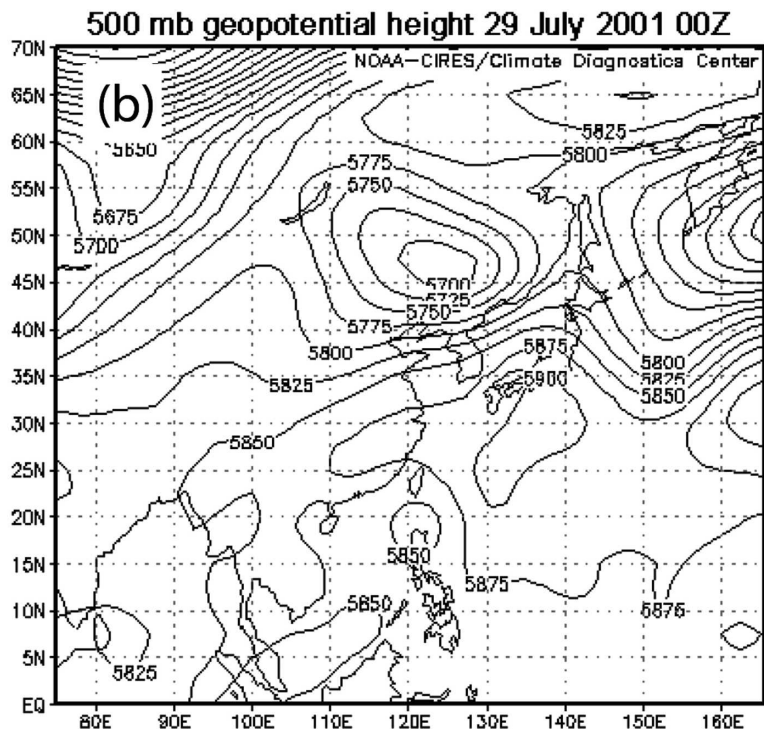 500 mb geopotential height 29 July 2001 00Z
NOAA-CIRES/Climate Diagnostics Center
(b)
70N
65N
60N
55N
50N
45N
40N
35N
30N
25N
20N
15N
10N
5N
EQ
5825
5650
5800
5775
5750
5675
5700
5700
5725
5750
5775
5800
5875
5800
5825
5900
5825
5850
5850
5850
5875
5875
5850
5825
80E 90E 100E 110E 120E 130E 140E 150E 160E